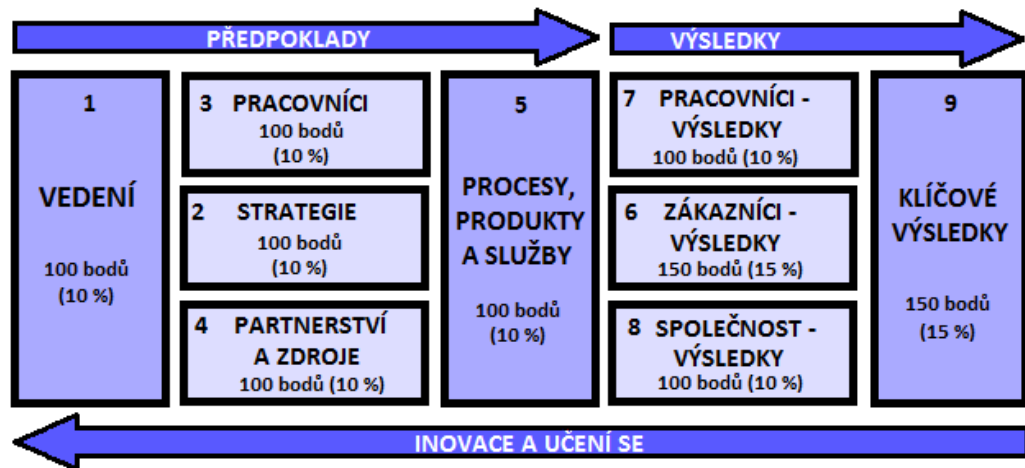 PŘEDPOKLADY
VÝSLEDKY
1
VEDENÍ
100 bodů
(10 %)
3 PRACOVNÍCI
100 bodů
(10 %)
2 STRATEGIE
100 bodů
(10 %)
4 PARTNERSTVÍ
A ZDROJE
100 bodů (10 %)
5
PROCESY,
PRODUKTY
A SLUŽBY
100 bodů
(10 %)
7 PRACOVNÍCI -
VÝSLEDKY
100 bodů (10 %)
6 ZÁKAZNÍCI -
VÝSLEDKY
150 bodů (15 %)
8 SPOLEČNOST -
VÝSLEDKY
100 bodů (10 %)
9
KLÍČOVÉ
VÝSLEDKY
150 bodů
(15 %)
INOVACE A UČENÍ SE